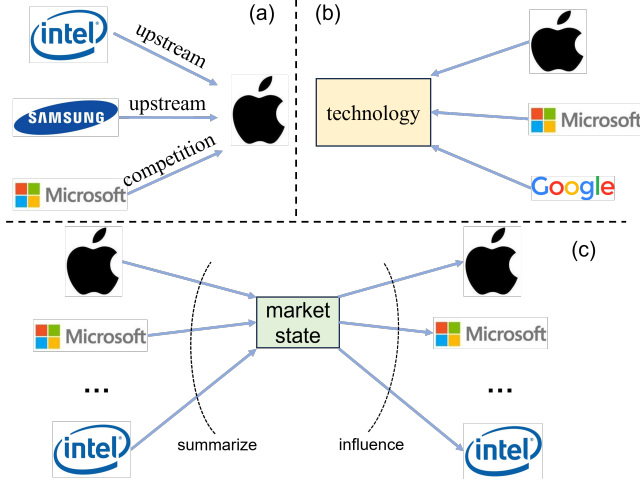 (a)
intel
upstream
SAMSUNG
upstream
Microsoft
competition
(b)
technology
Microsoft
Google
(c)
Microsoft
...
intel
summarize
market
state
influence
Microsoft
...
intel